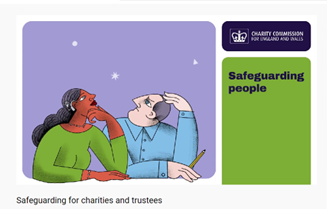 CHARITY COMMISSION
FOR ENGLAND AND WALES
Safeguarding
people
Safeguarding for charities and trustees